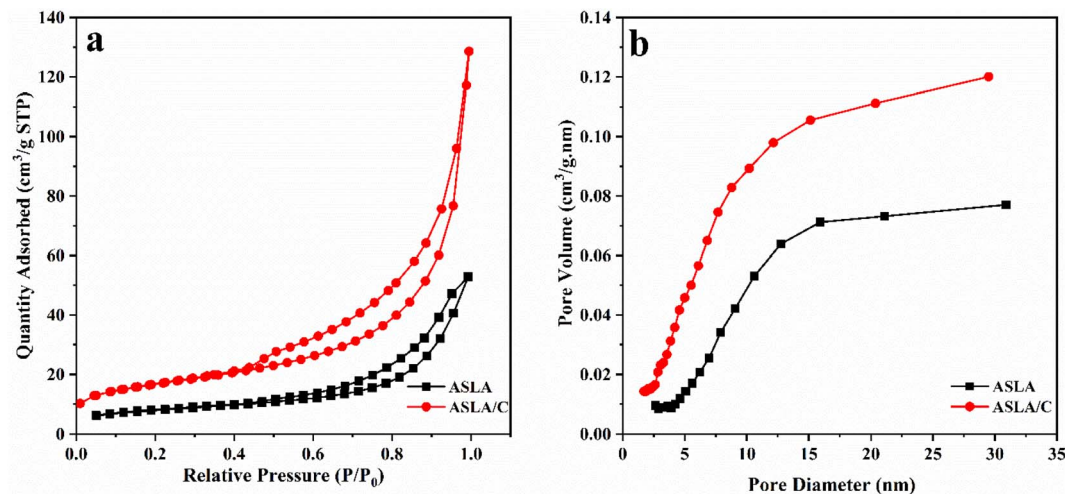 a
Quantity Adsorbed (cm³/g STP)
140
120
100
80
60
40
20
0
0.0 0.2 0.4 0.6 0.8 1.0
Relative Pressure (P/P₀)
ASLA
ASLA/C
b
Pore Volume (cm³/g.nm)
0.14
0.12
0.10
0.08
0.06
0.04
0.02
0.00
0 5 10 15 20 25 30 35
Pore Diameter (nm)
ASLA
ASLA/C